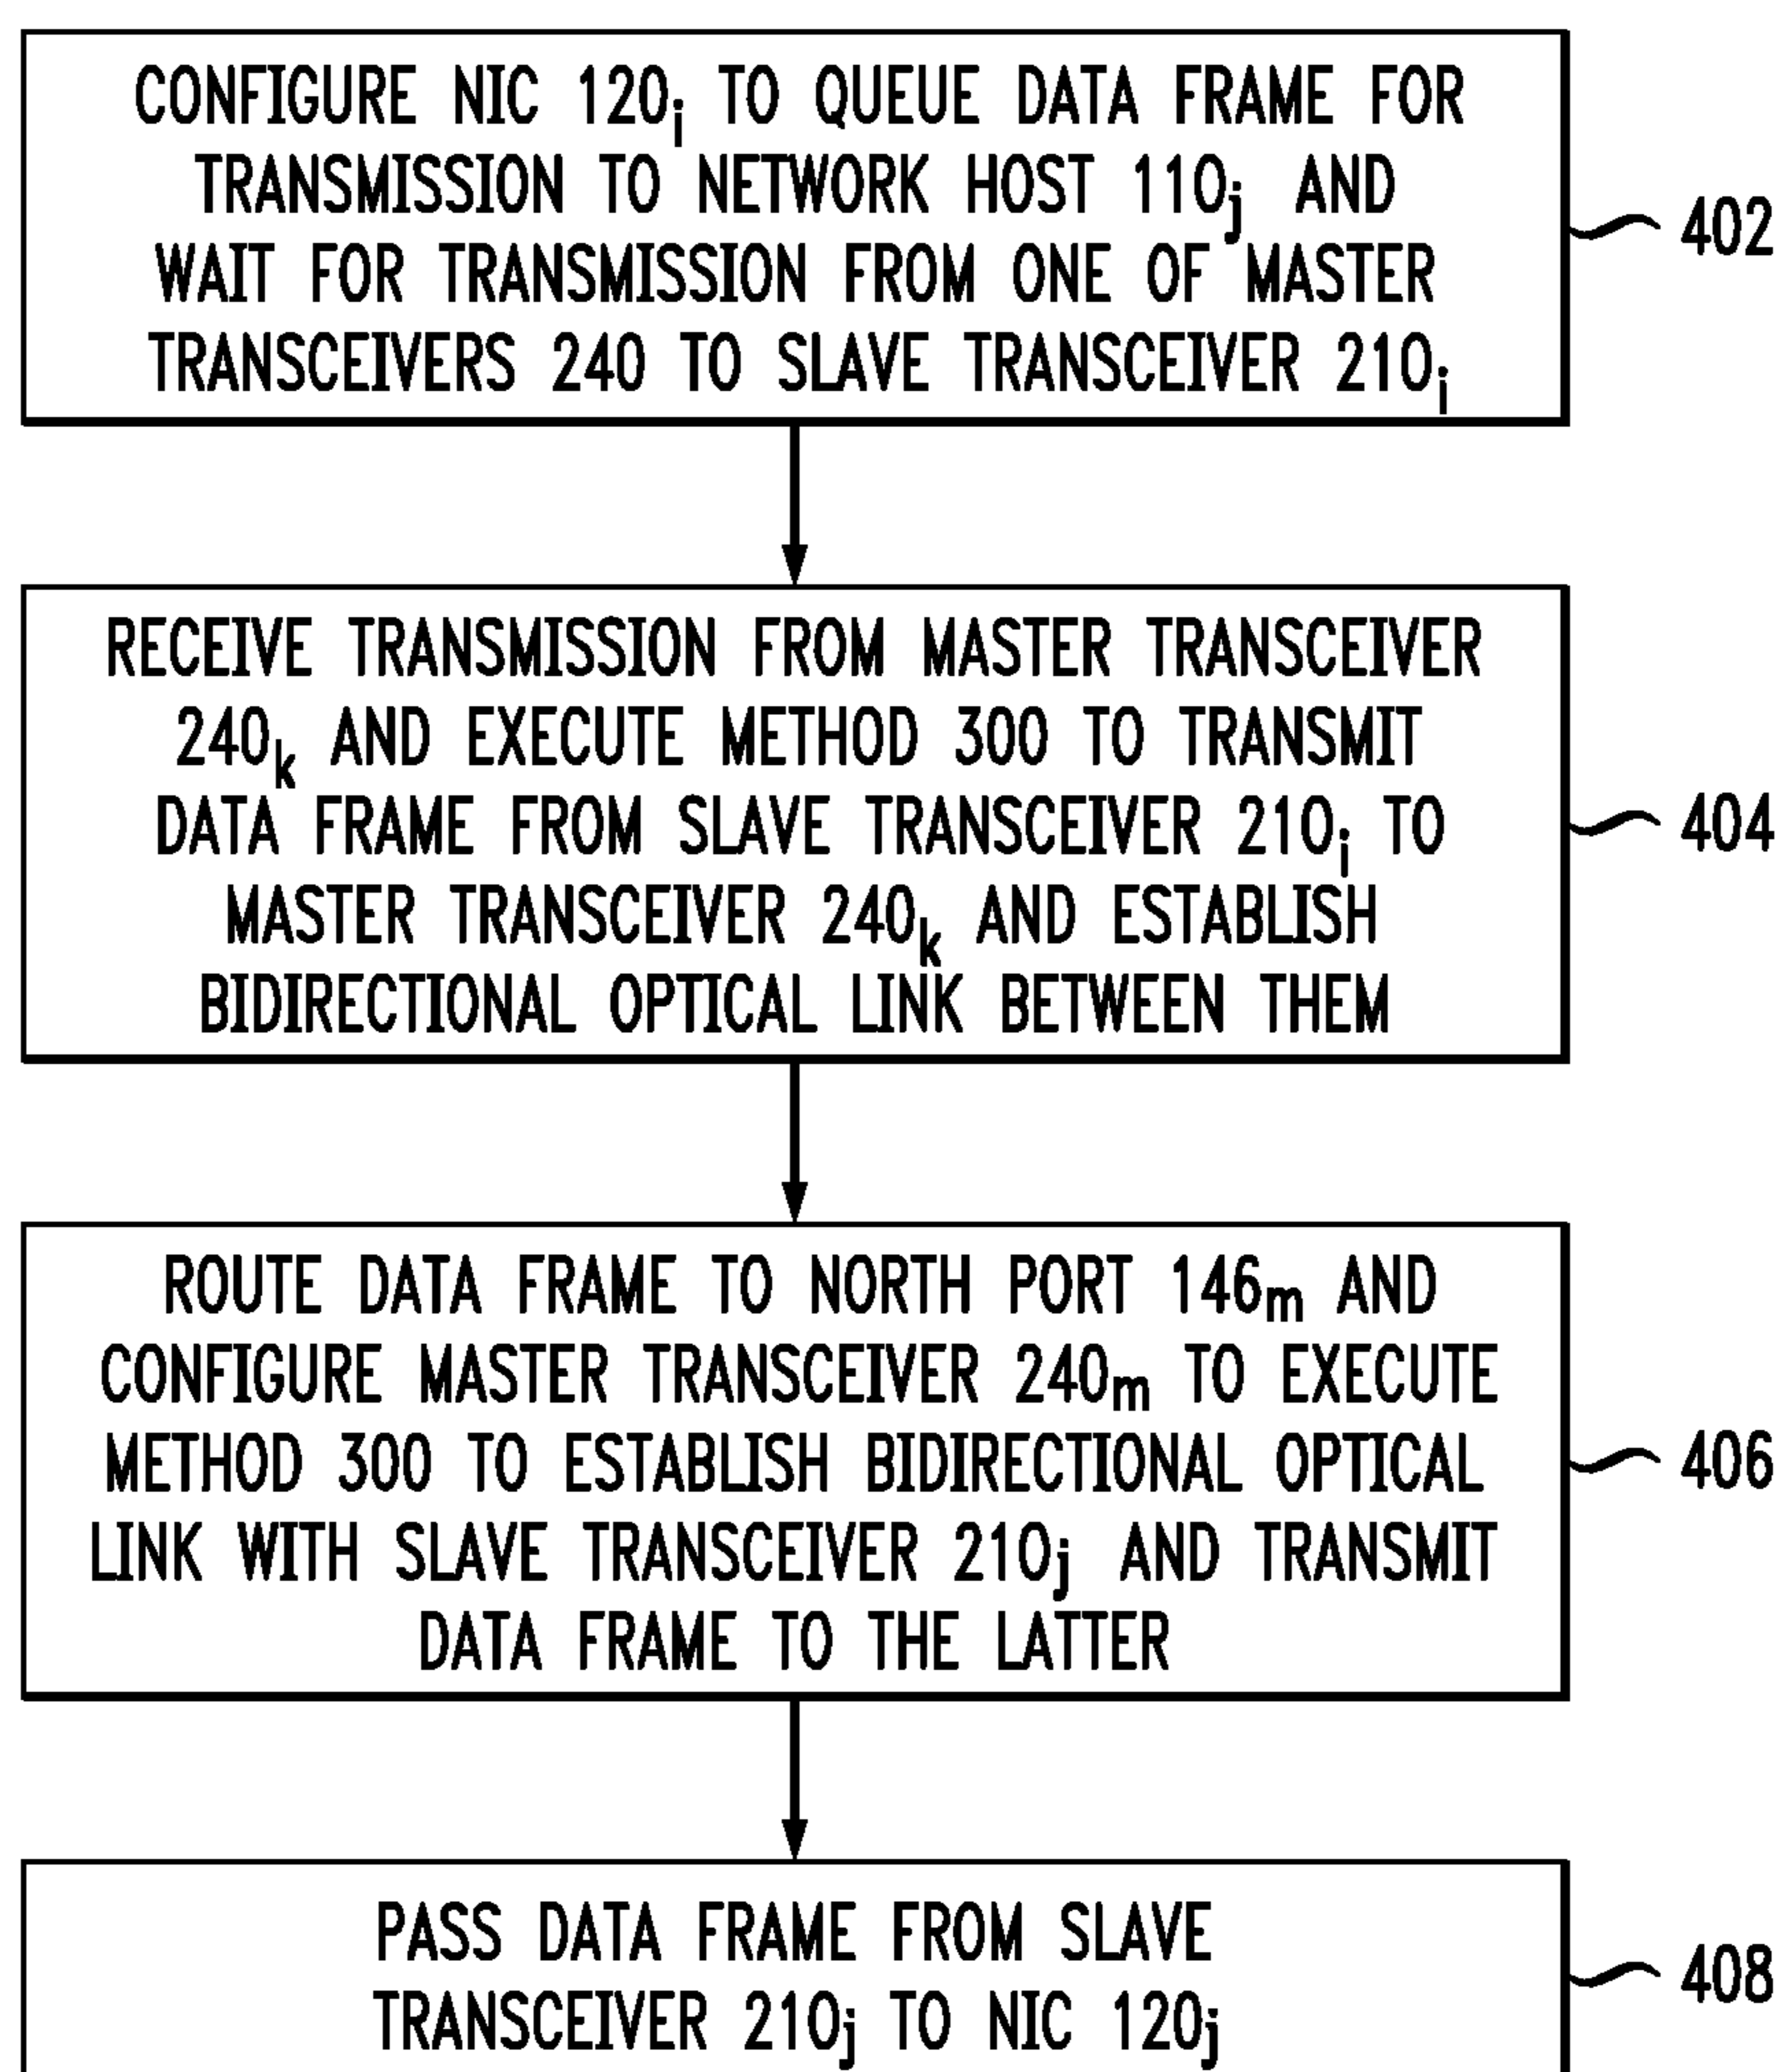 CONFIGURE NIC 120i TO QUEUE DATA FRAME FOR
TRANSMISSION TO NETWORK HOST 110j AND
WAIT FOR TRANSMISSION FROM ONE OF MASTER
TRANSCEIVERS 240 TO SLAVE TRANSCEIVER 210i
402
RECEIVE TRANSMISSION FROM MASTER TRANSCEIVER
240k AND EXECUTE METHOD 300 TO TRANSMIT
DATA FRAME FROM SLAVE TRANSCEIVER 210i TO
MASTER TRANSCEIVER 240k AND ESTABLISH
BIDIRECTIONAL OPTICAL LINK BETWEEN THEM
404
ROUTE DATA FRAME TO NORTH PORT 146m AND
CONFIGURE MASTER TRANSCEIVER 240m TO EXECUTE
METHOD 300 TO ESTABLISH BIDIRECTIONAL OPTICAL
LINK WITH SLAVE TRANSCEIVER 210j AND TRANSMIT
DATA FRAME TO THE LATTER
406
PASS DATA FRAME FROM SLAVE
TRANSCEIVER 210j TO NIC 120j
408